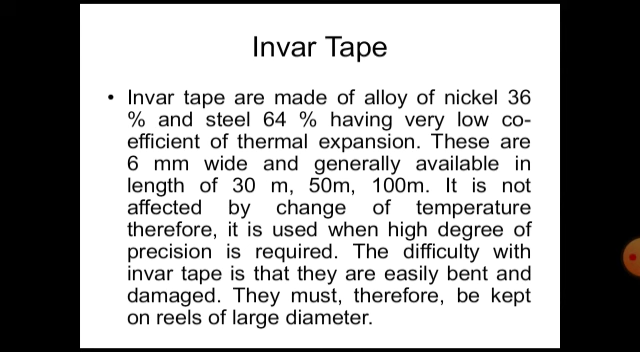 Invar Tape
• Invar tape are made of alloy of nickel 36
% and steel 64 % having very low co-
efficient of thermal expansion. These are
6 mm wide and generally available in
length of 30 m, 50m, 100m. It is not
affected by change of temperature
therefore, it is used when high degree of
precision is required. The difficulty with
invar tape is that they are easily bent and
damaged. They must, therefore, be kept
on reels of large diameter.